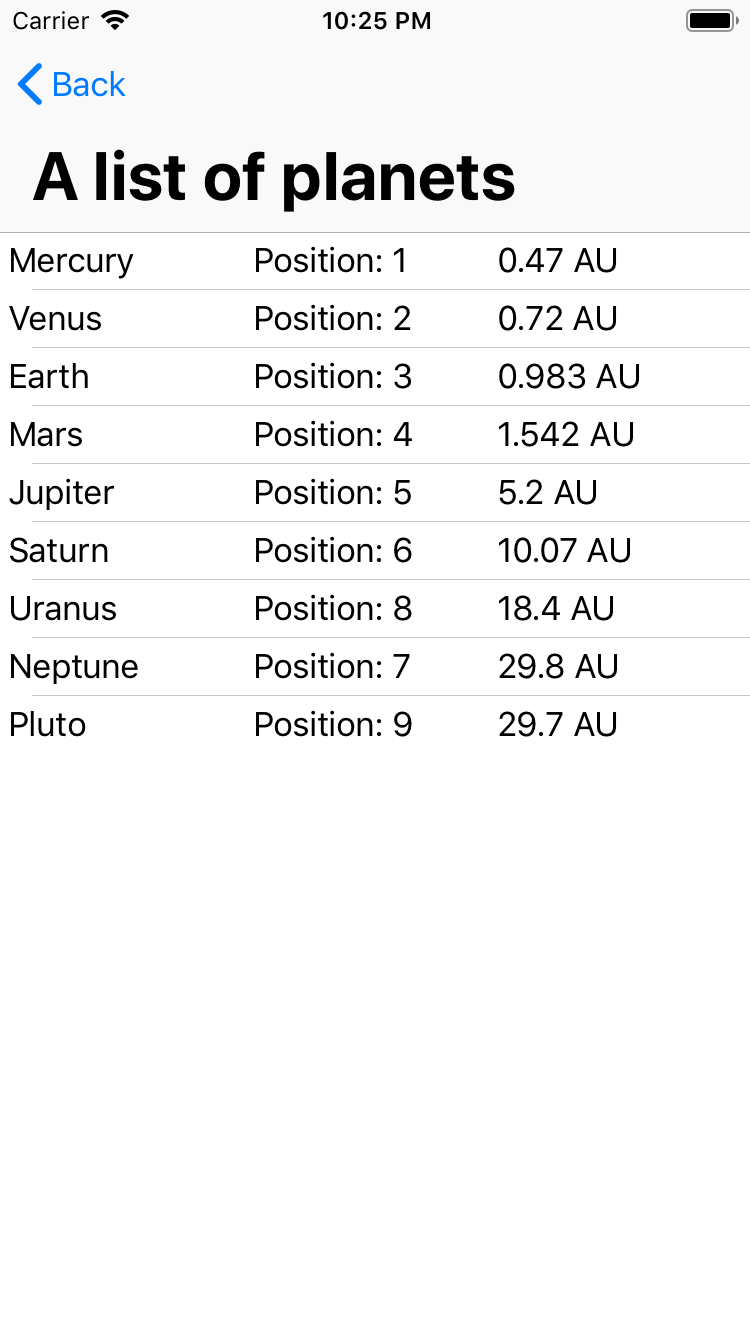 Carrier 10:25 PM
Back
A list of planets
Mercury Position: 1 0.47 AU
Venus Position: 2 0.72 AU
Earth Position: 3 0.983 AU
Mars Position: 4 1.542 AU
Jupiter Position: 5 5.2 AU
Saturn Position: 6 10.07 AU
Uranus Position: 8 18.4 AU
Neptune Position: 7 29.8 AU
Pluto Position: 9 29.7 AU